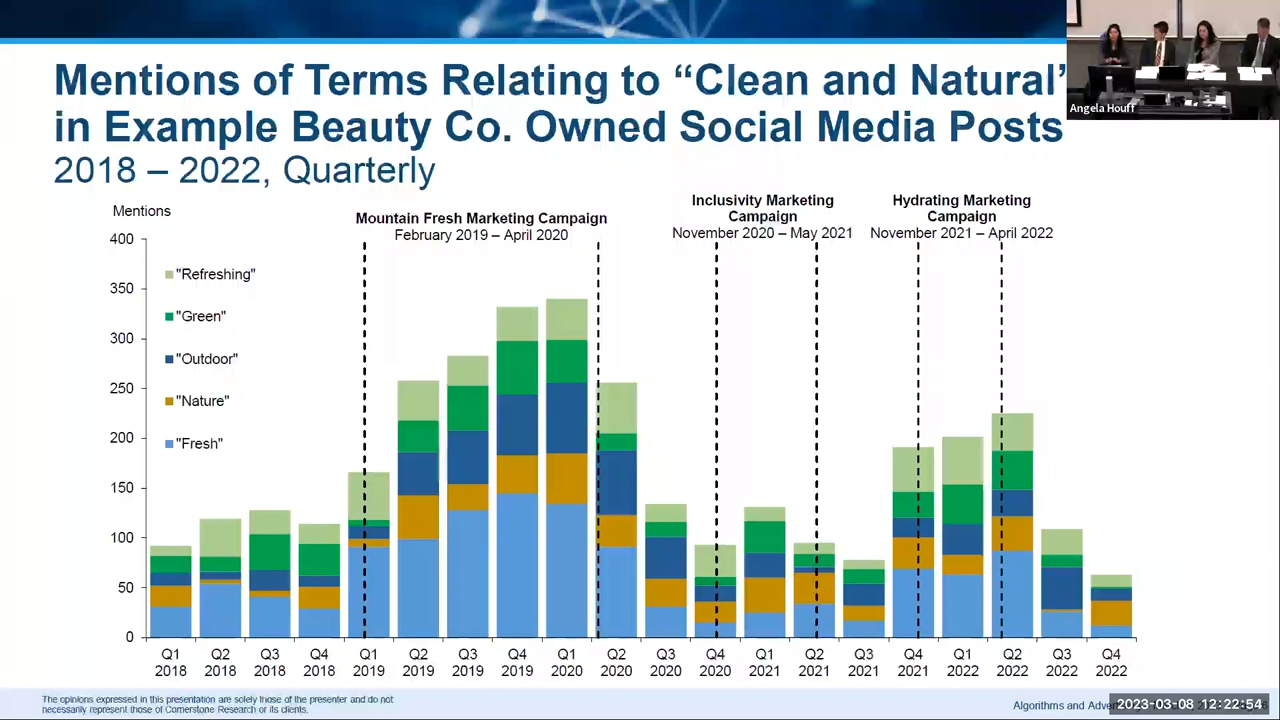 Mentions of Terms Relating to “Clean and Natural”
in Example Beauty Co. Owned Social Media Posts
2018 – 2022, Quarterly
Angela Houff
Mentions
Mountain Fresh Marketing Campaign
February 2019 – April 2020
Inclusivity Marketing
Campaign
November 2020 – May 2021
Hydrating Marketing
Campaign
November 2021 – April 2022
400
350
300
250
200
150
100
50
0
"Refreshing"
"Green"
"Outdoor"
"Nature"
"Fresh"
Q1 2018
Q2 2018
Q3 2018
Q4 2018
Q1 2019
Q2 2019
Q3 2019
Q4 2019
Q1 2020
Q2 2020
Q3 2020
Q4 2020
Q1 2021
Q2 2021
Q3 2021
Q4 2021
Q1 2022
Q2 2022
Q3 2022
Q4 2022
The opinions expressed in this presentation are solely those of the presenter and do not
necessarily represent those of Cornerstone Research or its clients.
Algorithms and
2023-03-08 12:22:54